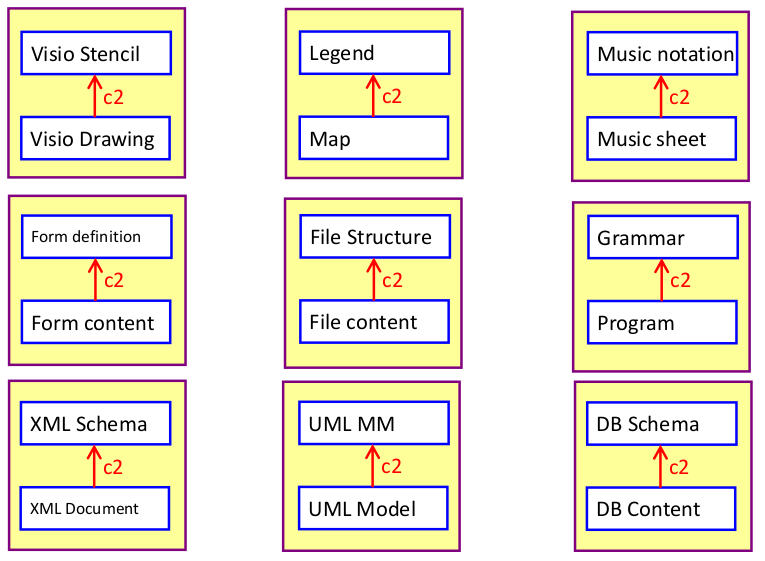 Visio Stencil
c2
Visio Drawing
Legend
c2
Map
Music notation
c2
Music sheet
Form definition
c2
Form content
File Structure
c2
File content
Grammar
c2
Program
XML Schema
c2
XML Document
UML MM
c2
UML Model
DB Schema
c2
DB Content